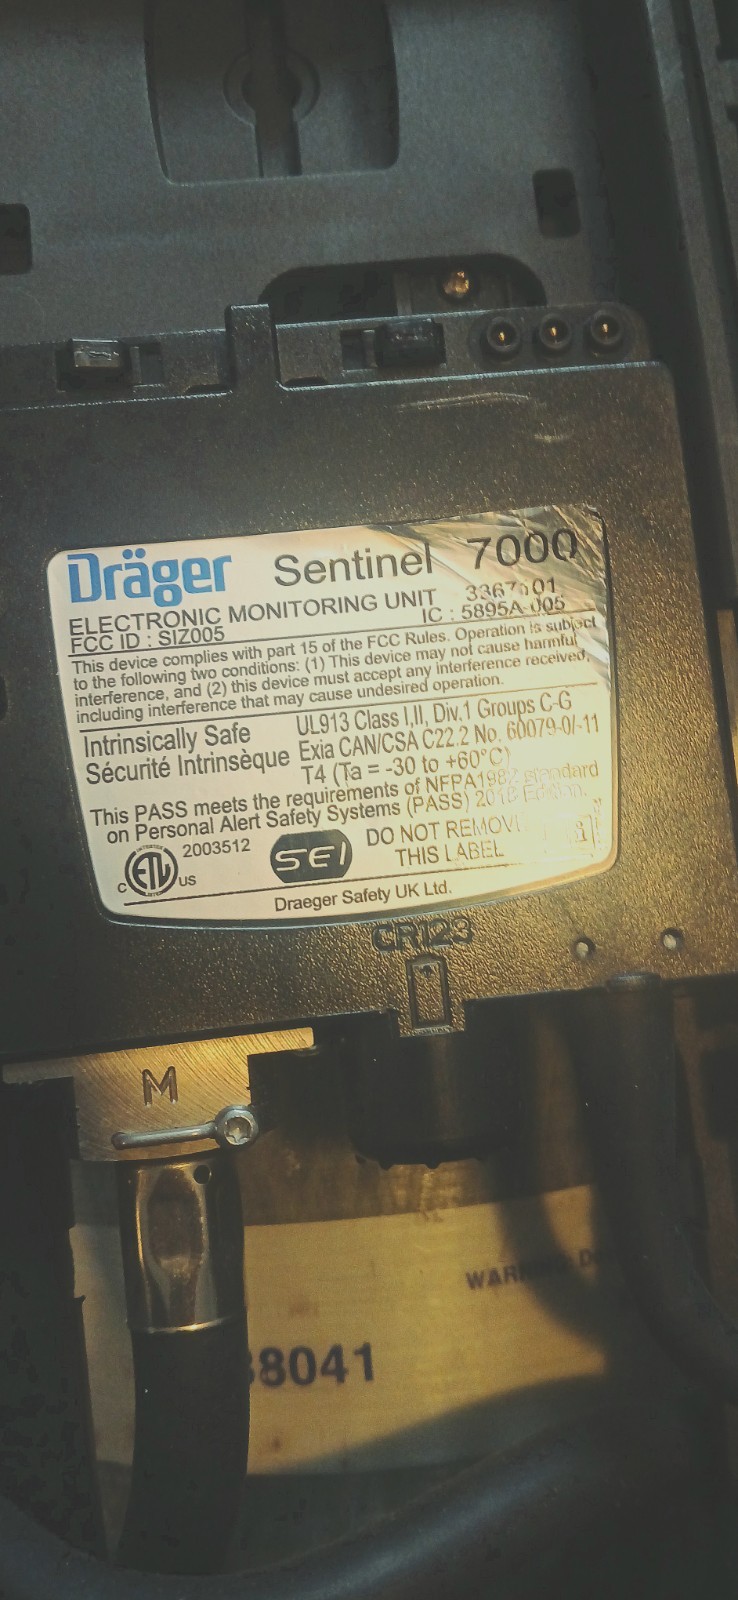 Dräger Sentinel 7000
ELECTRONIC MONITORING UNIT
FCC ID : SIZ005 IC : 5895A-005
This device complies with part 15 of the FCC Rules. Operation is subject
to the following two conditions: (1) This device may not cause harmful
interference, and (2) this device must accept any interference received,
including interference that may cause undesired operation.
Intrinsically Safe
Sécurité Intrinsèque
UL913 Class I,II, Div.1 Groups C-G
Exia CAN/CSA C22.2 No. 60079-0/-11
T4 (Ta = -30 to +60°C)
This PASS meets the requirements of NFPA1982 standard
on Personal Alert Safety Systems (PASS) Edition.
C ETL US
2003512
SEI
DO NOT REMOVE
THIS LABEL
Draeger Safety UK Ltd.
CR123
M
WARNING
8041